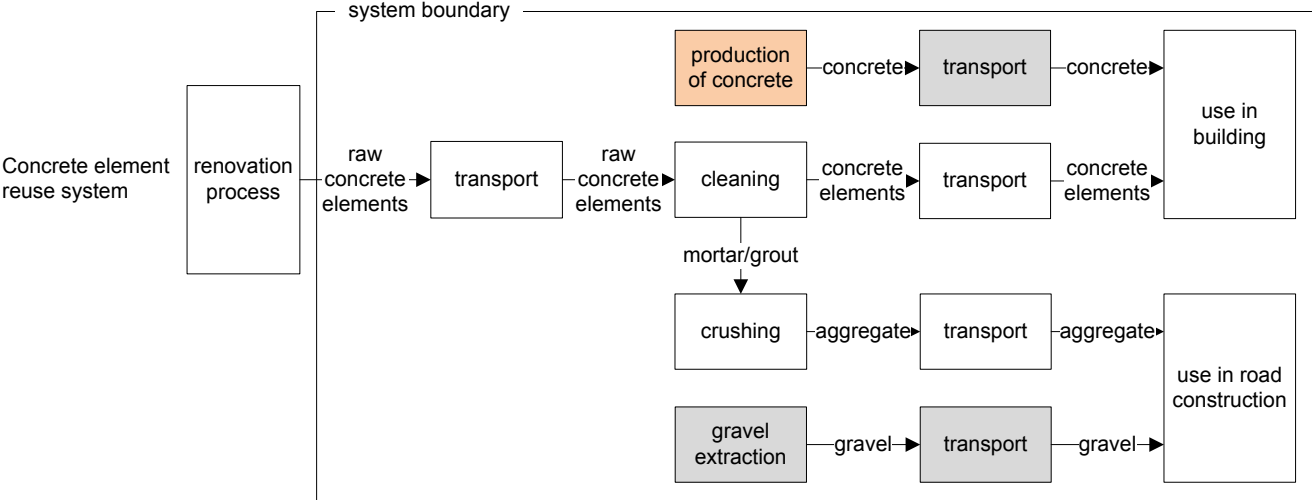 system boundary
production
of concrete
concrete
transport
concrete
use in
building
Concrete element
reuse system
renovation
process
raw
concrete
elements
transport
raw
concrete
elements
cleaning
concrete
elements
transport
concrete
elements
mortar/grout
crushing
aggregate
transport
aggregate
use in road
construction
gravel
extraction
gravel
transport
gravel